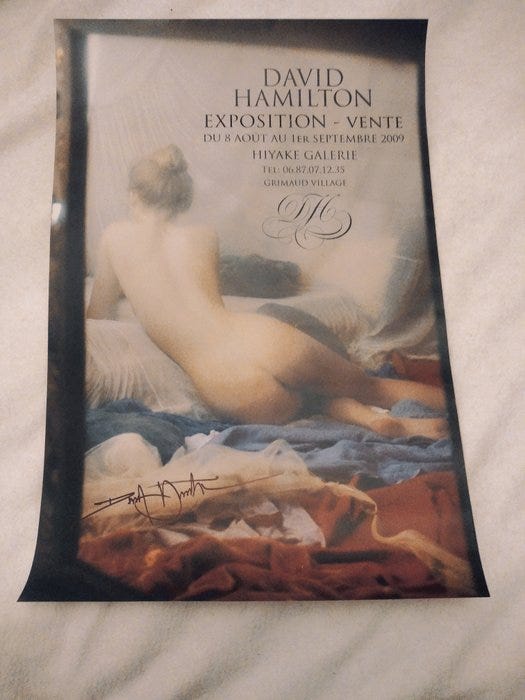 DAVID
HAMILTON
EXPOSITION - VENTE
DU 8 AOUT AU 1ER SEPTEMBRE 2009
HIYAKE GALERIE
TEL: 06.87.07.12.35
GRIMAUD VILLAGE
DH